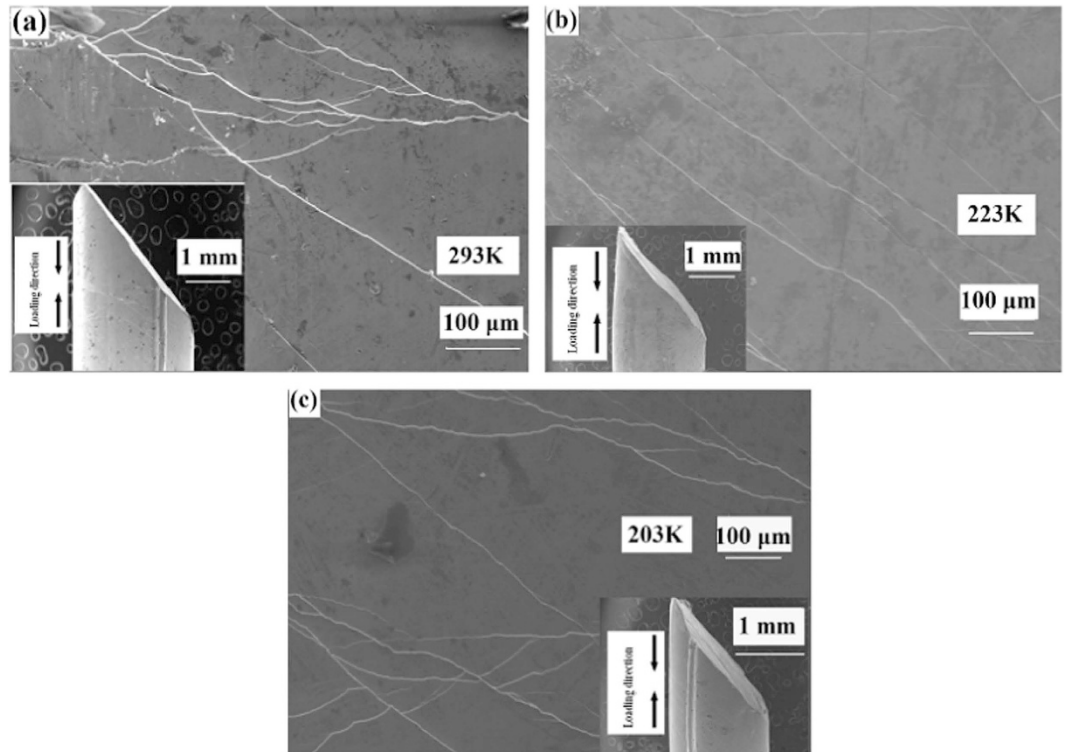 (a)
293K
100 μm
1 mm
Loading direction
(b)
223K
100 μm
1 mm
Loading direction
(c)
203K
100 μm
1 mm
Loading direction